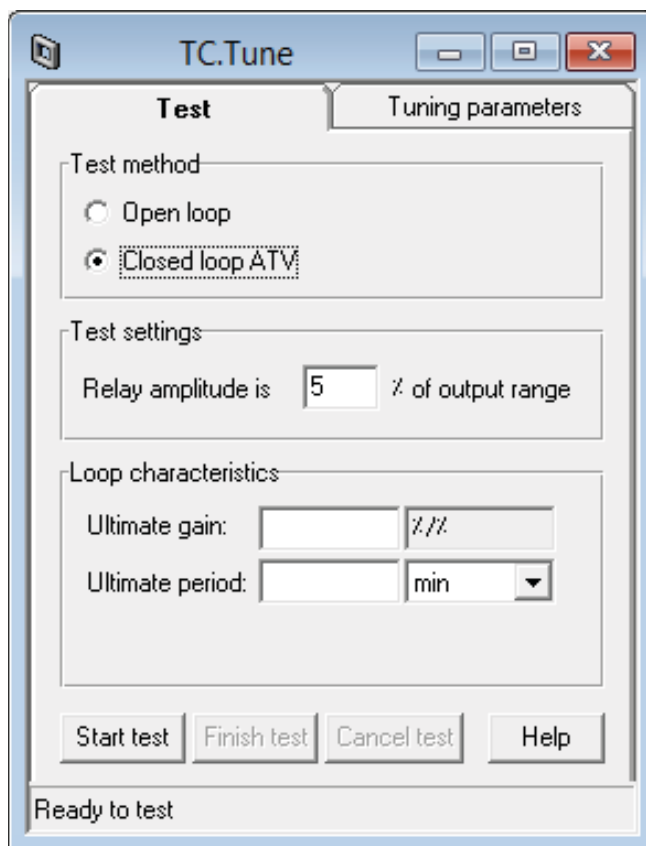 TC.Tune
Test
Tuning parameters
Test method
Open loop
Closed loop ATV
Test settings
Relay amplitude is 5 % of output range
Loop characteristics
Ultimate gain: %/%
Ultimate period: min
Start test Finish test Cancel test Help
Ready to test